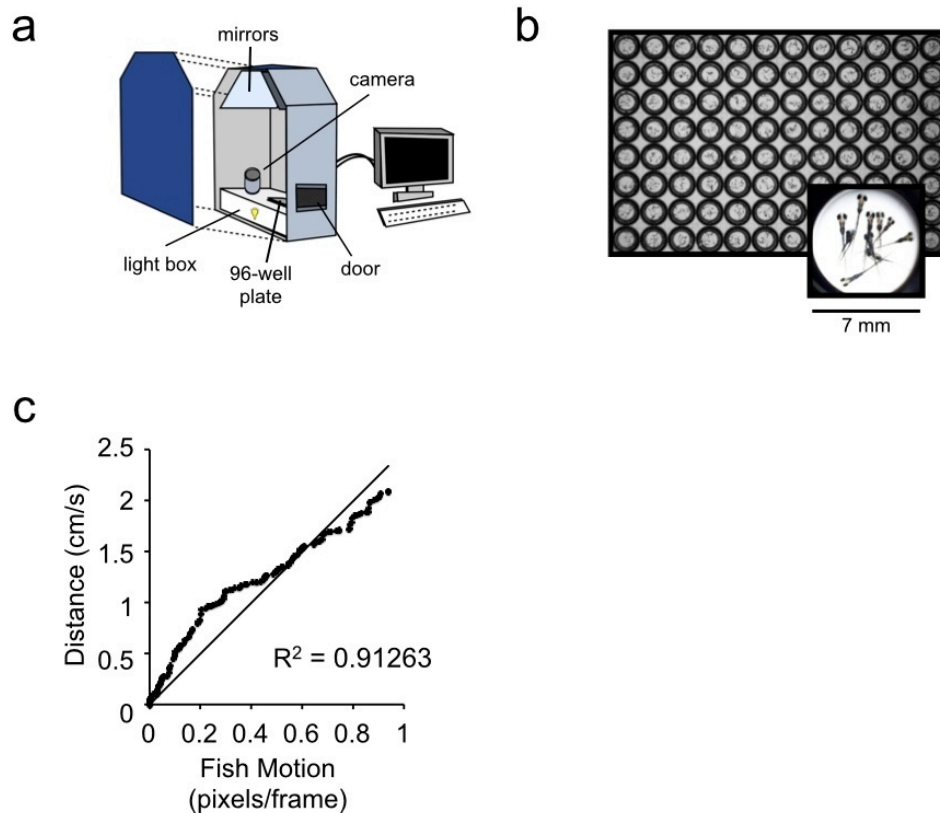 a
mirrors
camera
light box
96-well
plate
door
b
7 mm
c
2.5
2
1.5
1
0.5
0
Distance (cm/s)
R² = 0.91263
0 0.2 0.4 0.6 0.8 1
Fish Motion
(pixels/frame)